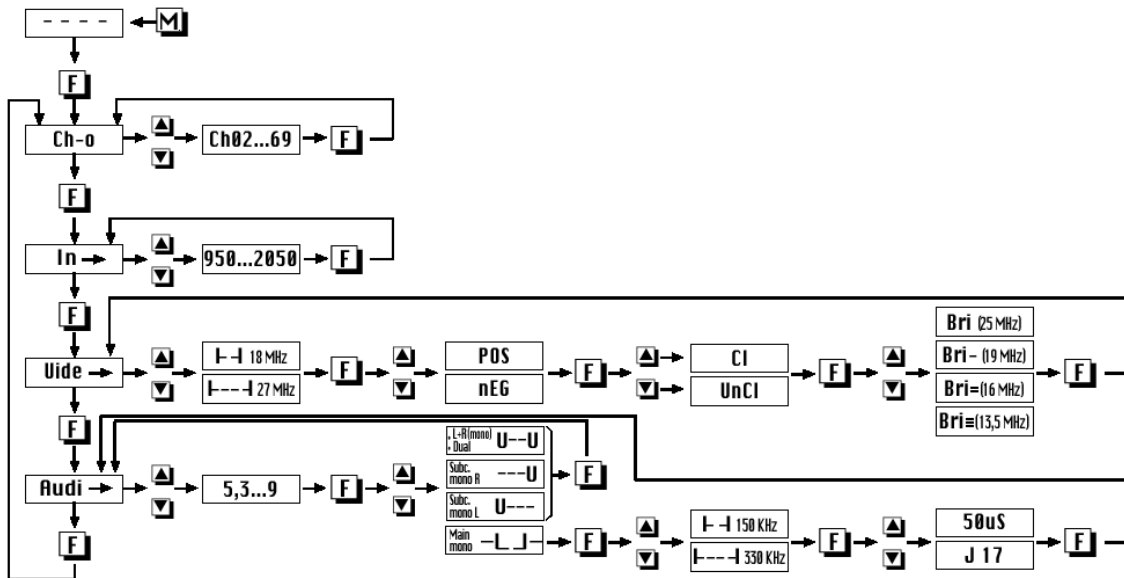 ---- M
F
Ch-o Ch02...69 F
F
In 950...2050 F
F
Bri (25 MHz)
Vide 18 MHz F POS F CI F Bri- (19 MHz) F
27 MHz nEG UnCI Bri= (16 MHz)
F Bri≡ (13,5 MHz)
L+R (mono) U--U
Dual
Subc. ---U F
mono R
Audi 5,3...9 F Subc. U---
mono L
Main F 150 KHz F 50uS F
mono 330 KHz J 17
F